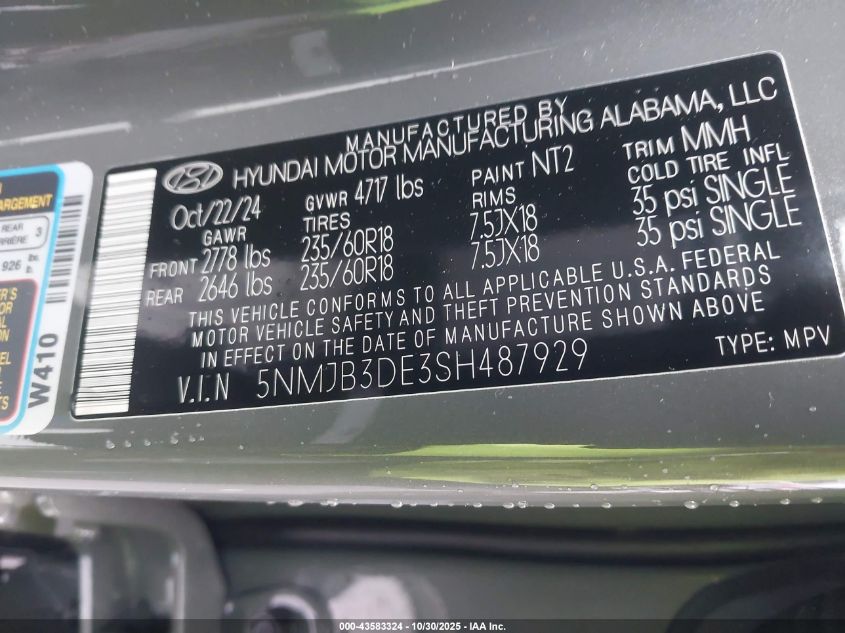 MANUFACTURED BY
HYUNDAI MOTOR MANUFACTURING ALABAMA, LLC
Oct/22/24 GVWR 4717 lbs PAINT NT2 TRIM MMH
GAWR TIRES RIMS COLD TIRE INFL
FRONT 2778 lbs 235/60R18 7.5JX18 35 psi SINGLE
REAR 2646 lbs 235/60R18 7.5JX18 35 psi SINGLE
THIS VEHICLE CONFORMS TO ALL APPLICABLE U.S.A. FEDERAL
MOTOR VEHICLE SAFETY AND THEFT PREVENTION STANDARDS
IN EFFECT ON THE DATE OF MANUFACTURE SHOWN ABOVE
V.I.N 5NMJB3DE3SH487929 TYPE: MPV
REAR 3
926 lbs.
W410
000-43583324 | 10/30/2025 - IAA Inc.